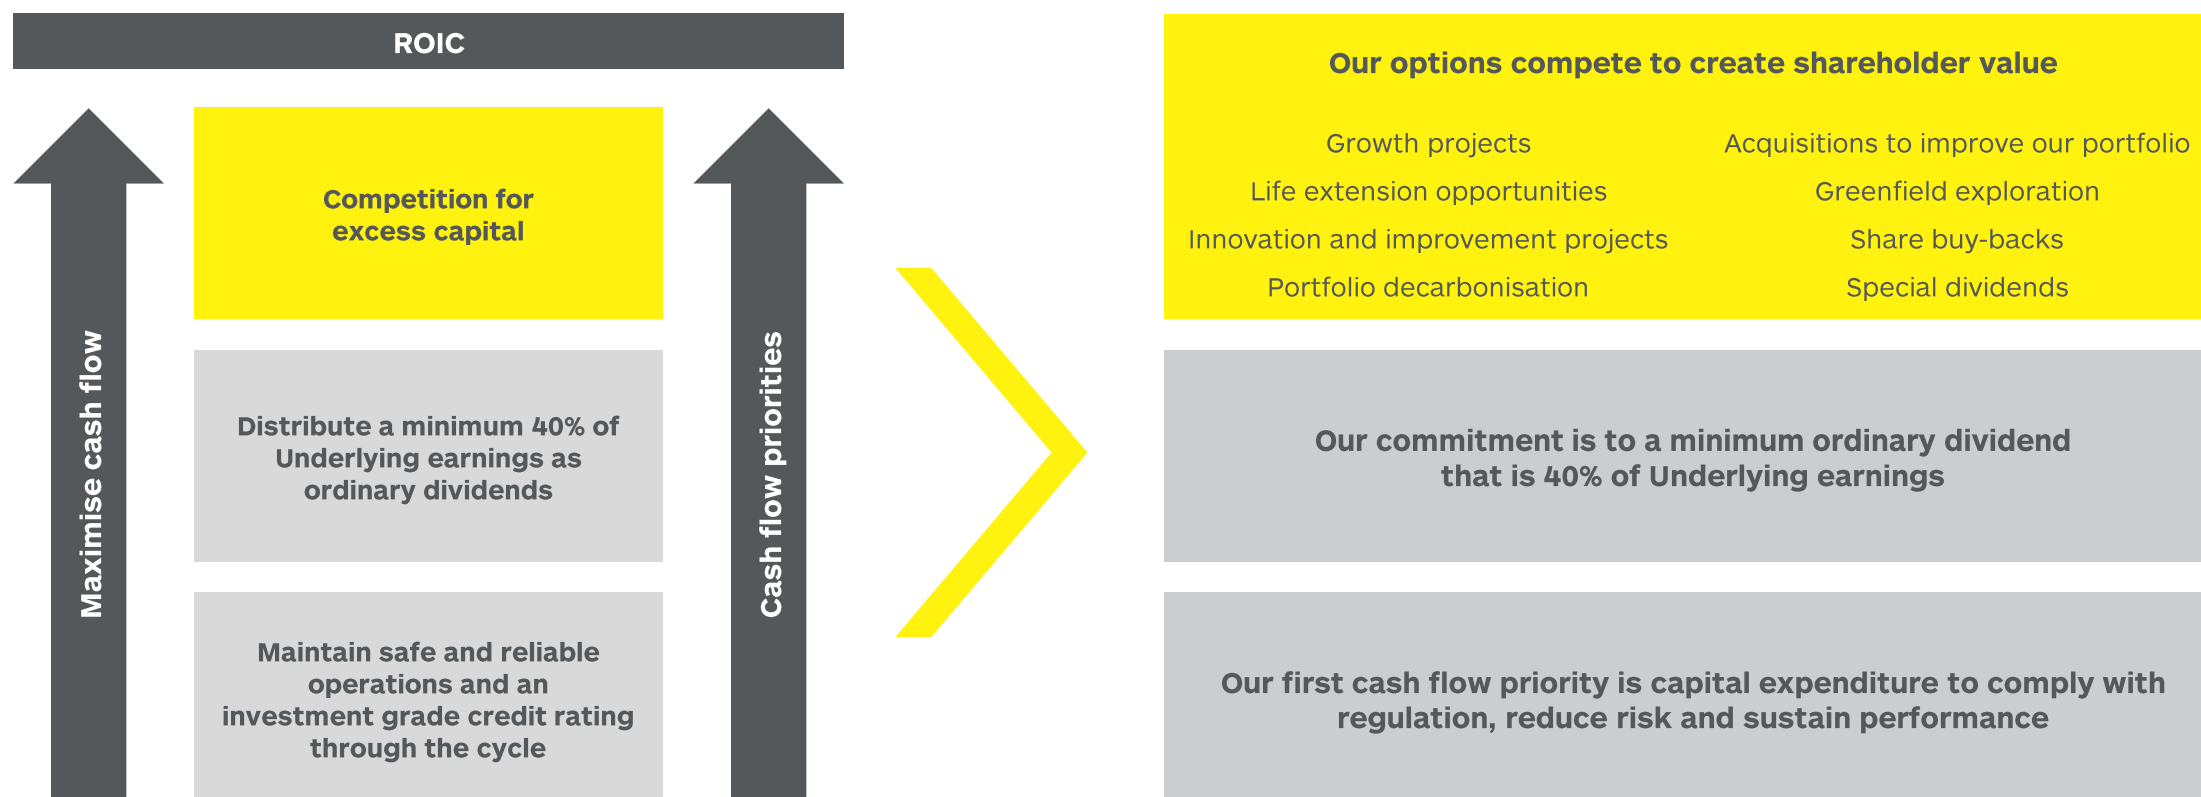 ROIC
Maximise cash flow
Competition for
excess capital
Distribute a minimum 40% of
Underlying earnings as
ordinary dividends
Maintain safe and reliable
operations and an
investment grade credit rating
through the cycle
Cash flow priorities
Our options compete to create shareholder value
Growth projects
Life extension opportunities
Innovation and improvement projects
Portfolio decarbonisation
Acquisitions to improve our portfolio
Greenfield exploration
Share buy-backs
Special dividends
Our commitment is to a minimum ordinary dividend
that is 40% of Underlying earnings
Our first cash flow priority is capital expenditure to comply with
regulation, reduce risk and sustain performance